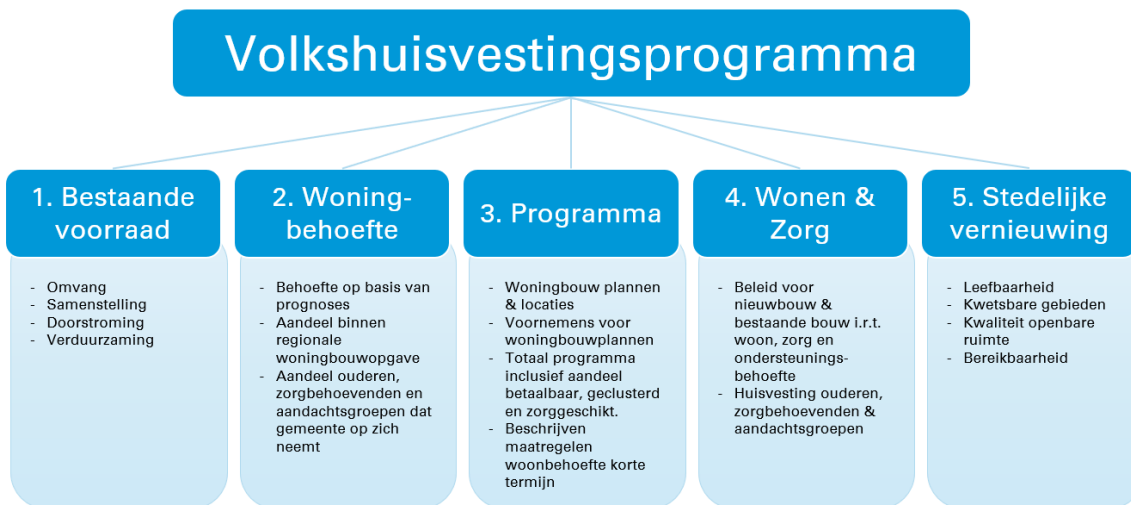 Volkshuisvestingsprogramma
1. Bestaande
voorraad
- Omvang
- Samenstelling
- Doorstroming
- Verduurzaming
2. Woning-
behoefte
- Behoefte op basis van
prognoses
- Aandeel binnen
regionale
woningbouwopgave
- Aandeel ouderen,
zorgbehoevenden en
aandachtsgroepen dat
gemeente op zich
neemt
3. Programma
- Woningbouw plannen
& locaties
- Voornemens voor
woningbouwplannen
- Totaal programma
inclusief aandeel
betaalbaar, geclusterd
en zorggeschikt.
- Beschrijven
maatregelen
woonbehoefte korte
termijn
4. Wonen &
Zorg
- Beleid voor
nieuwbouw &
bestaande bouw i.r.t.
woon, zorg en
ondersteunings-
behoefte
- Huisvesting ouderen,
zorgbehoevenden &
aandachtsgroepen
5. Stedelijke
vernieuwing
- Leefbaarheid
- Kwetsbare gebieden
- Kwaliteit openbare
ruimte
- Bereikbaarheid